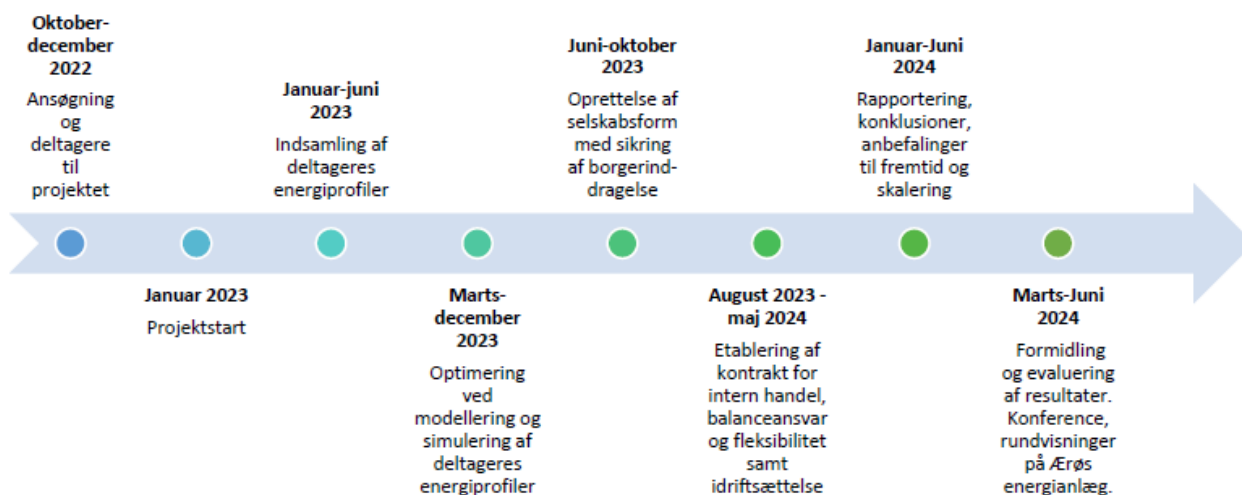 Oktober-
december
2022
Ansøgning
og
deltagere
til
projektet
Januar 2023
Projektstart
Januar-juni
2023
Indsamling af
deltageres
energiprofiler
Marts-
december
2023
Optimering
ved
modellering og
simulering af
deltageres
energiprofiler
Juni-oktober
2023
Oprettelse af
selskabsform
med sikring
af borgerind-
dragelse
August 2023 -
maj 2024
Etablering af
kontrakt for
intern handel,
balanceansvar
og fleksibilitet
samt
idriftsættelse
Januar-Juni
2024
Rapportering,
konklusioner,
anbefalinger
til fremtid og
skalering
Marts-Juni
2024
Formidling
og evaluering
af resultater.
Konference,
rundvisninger
på Ærøs
energianlæg.